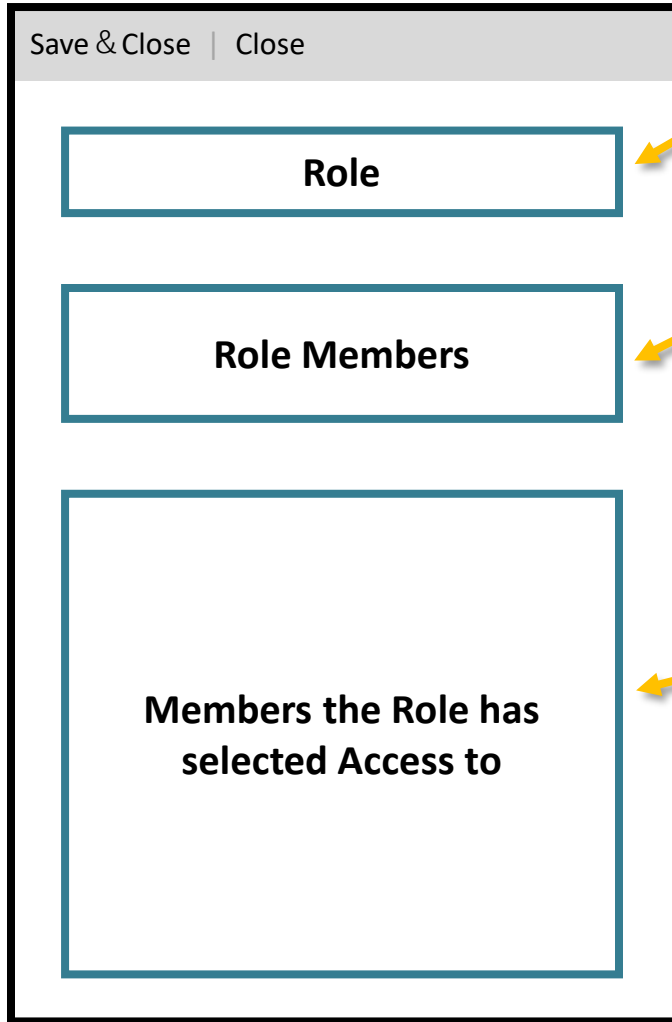 Save & Close | Close
Role
Role Members
Members the Role has
selected Access to